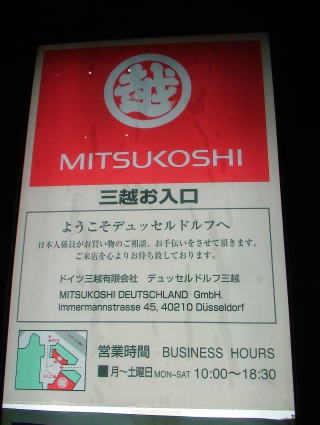 越
MITSUKOSHI
三越お入口
ようこそデュッセルドルフへ
日本人係員がお買い物のご相談、お手伝いをさせて頂きます。
ご来店を心よりお待ち致しております。
ドイツ三越有限会社 デュッセルドルフ三越
MITSUKOSHI DEUTSCHLAND GmbH.
Immermannstrasse 45, 40210 Düsseldorf
営業時間 BUSINESS HOURS
■月〜土曜日 MON~SAT 10:00〜18:30